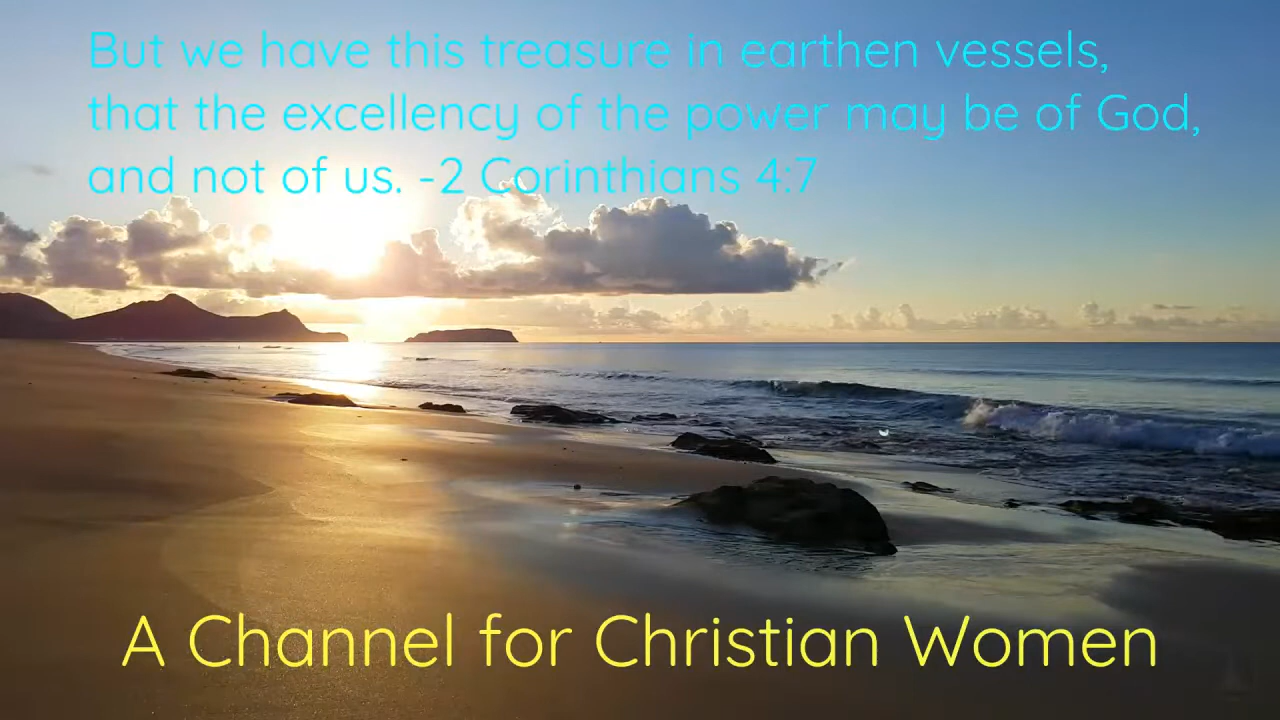 But we have this treasure in earthen vessels,
that the excellency of the power may be of God,
and not of us. -2 Corinthians 4:7
A Channel for Christian Women